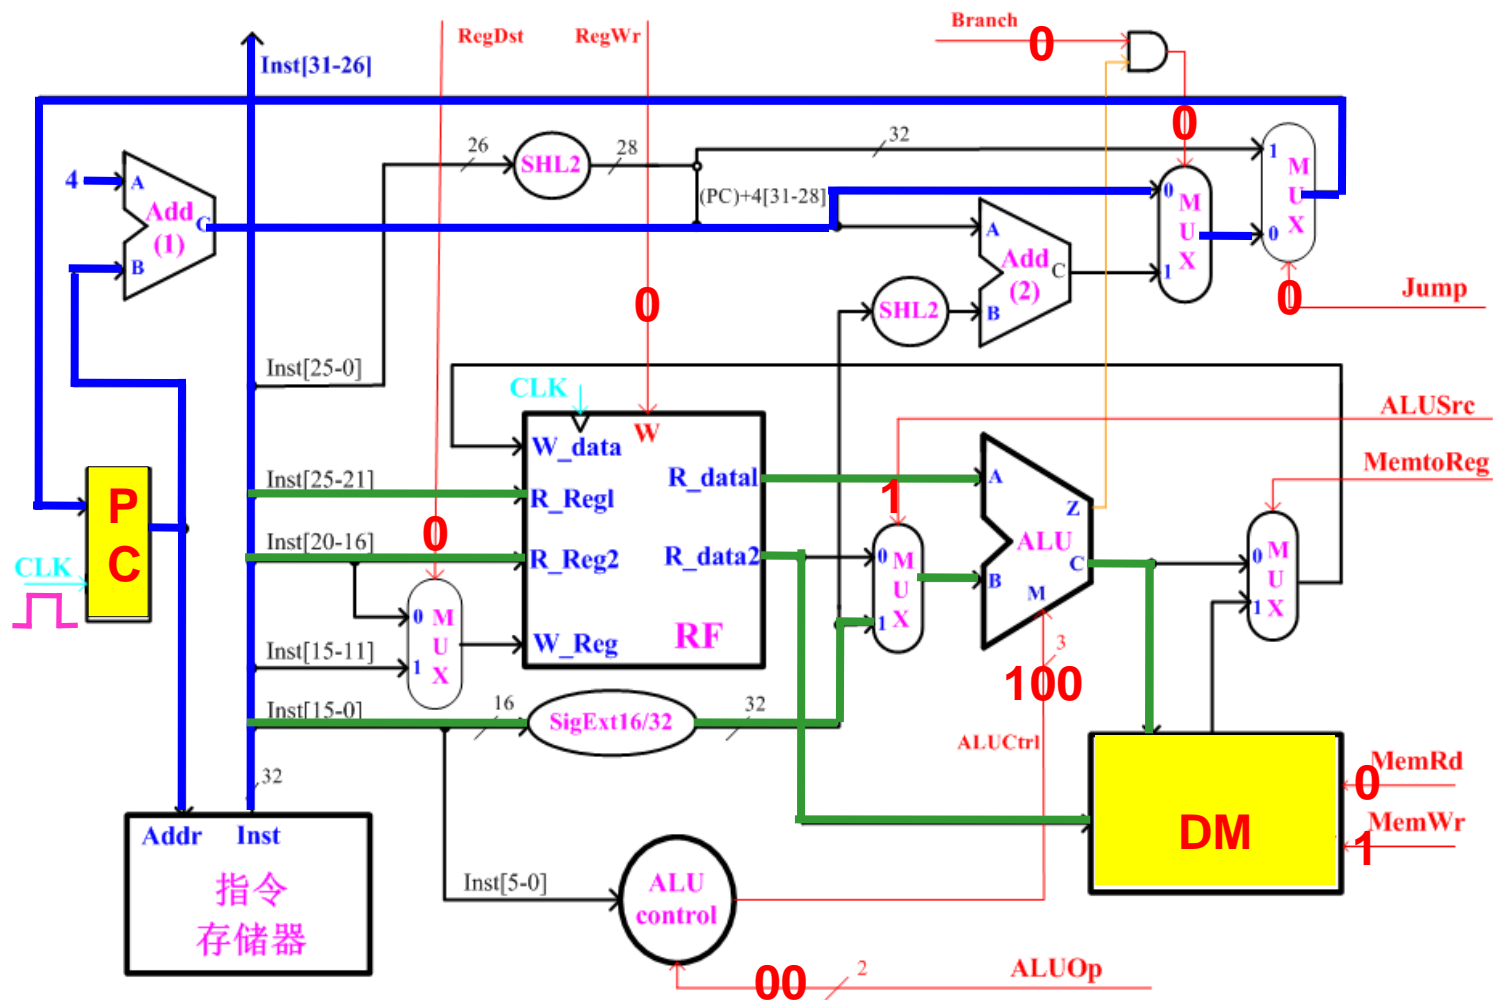 Branch
0
RegDst
RegWr
Inst[31-26]
0
26
28
32
SHL2
1
M
U
X
0
4
A
Add
(1)
C
B
(PC)+4[31-28]
0
M
U
X
1
A
Add
(2)
C
B
SHL2
0
Jump
0
Inst[25-0]
CLK
W
W_data
ALUSrc
MemtoReg
Inst[25-21]
R_Reg1
R_data1
1
A
Z
P
C
CLK
Inst[20-16]
0
R_Reg2
R_data2
0
M
U
X
1
ALU
C
B
M
0
M
U
X
1
0
M
U
X
1
Inst[15-11]
W_Reg
RF
3
100
Inst[15-0]
16
SigExt16/32
32
ALUCtrl
32
MemRd
0
DM
MemWr
1
Addr
Inst
指令
存储器
Inst[5-0]
ALU
control
00
2
ALUOp